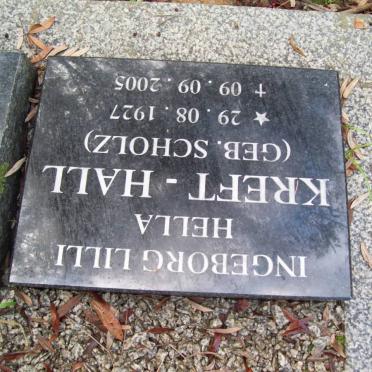 INGEBORG LILLI
HELLA
KREFT - HALL
(GEB. SCHOLZ)
★ 29. 08. 1927
✝ 09. 09. 2005